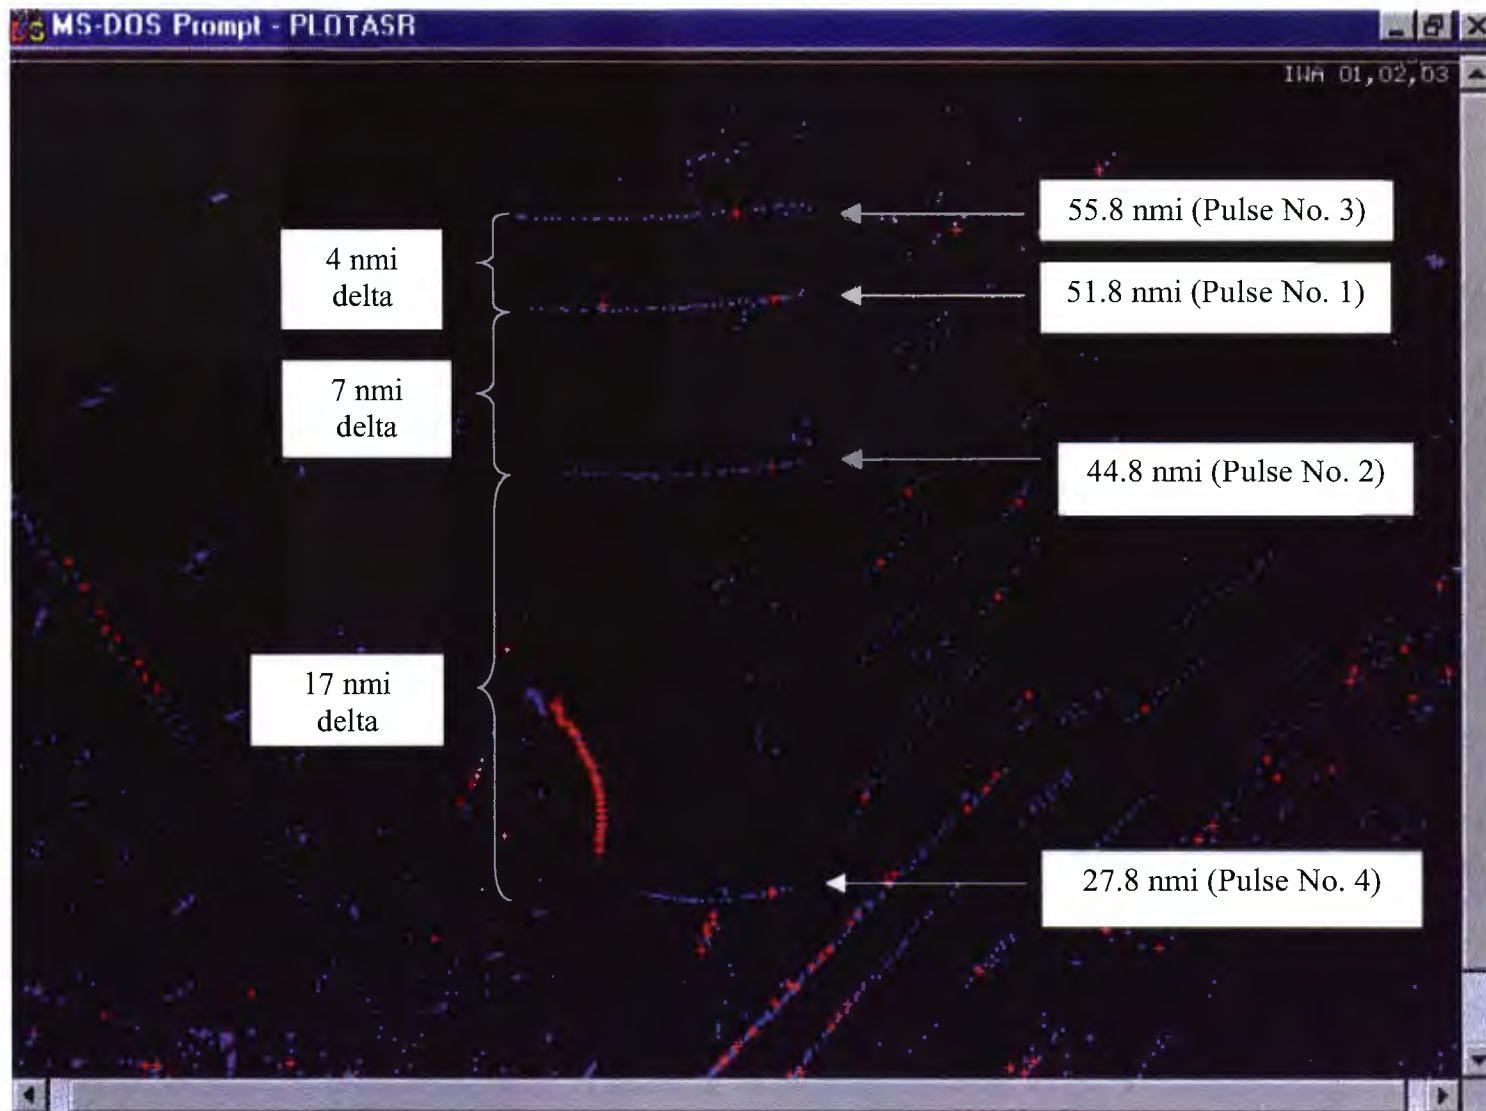 MS-DOS Prompt - PLOTASR
IWA 01,02,03
55.8 nmi (Pulse No. 3)
4 nmi
delta
51.8 nmi (Pulse No. 1)
7 nmi
delta
44.8 nmi (Pulse No. 2)
17 nmi
delta
27.8 nmi (Pulse No. 4)